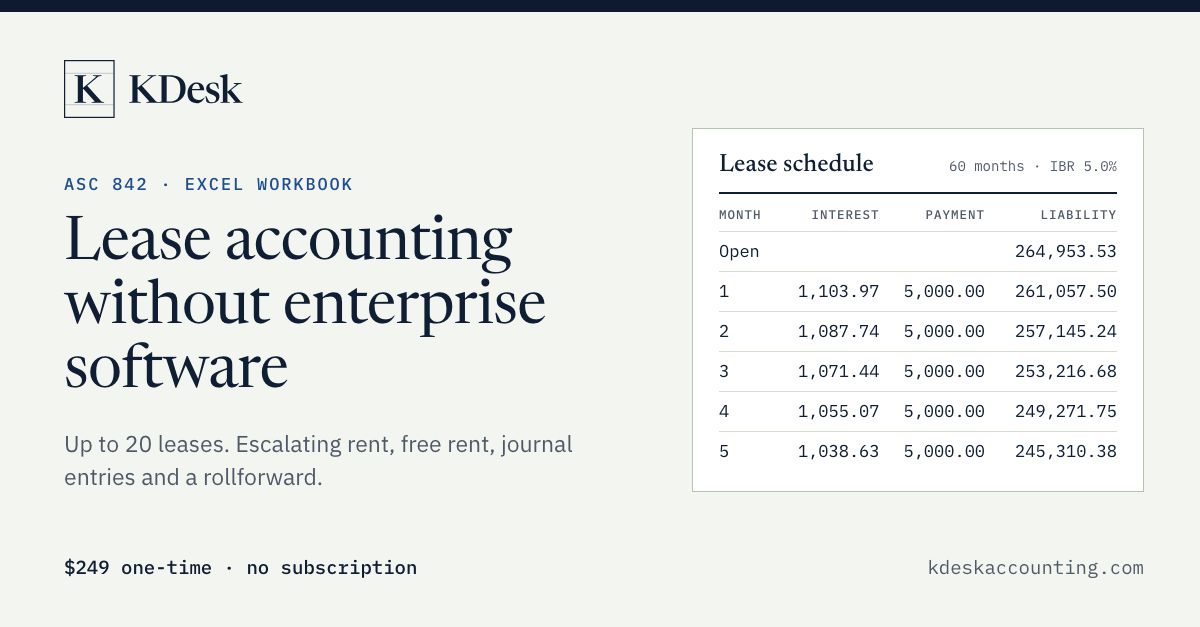 K KDesk
ASC 842 · EXCEL WORKBOOK
Lease accounting
without enterprise
software
Up to 20 leases. Escalating rent, free rent, journal
entries and a rollforward.
$249 one-time · no subscription
Lease schedule 60 months · IBR 5.0%
MONTH INTEREST PAYMENT LIABILITY
Open 264,953.53
1 1,103.97 5,000.00 261,057.50
2 1,087.74 5,000.00 257,145.24
3 1,071.44 5,000.00 253,216.68
4 1,055.07 5,000.00 249,271.75
5 1,038.63 5,000.00 245,310.38
kdeskaccounting.com